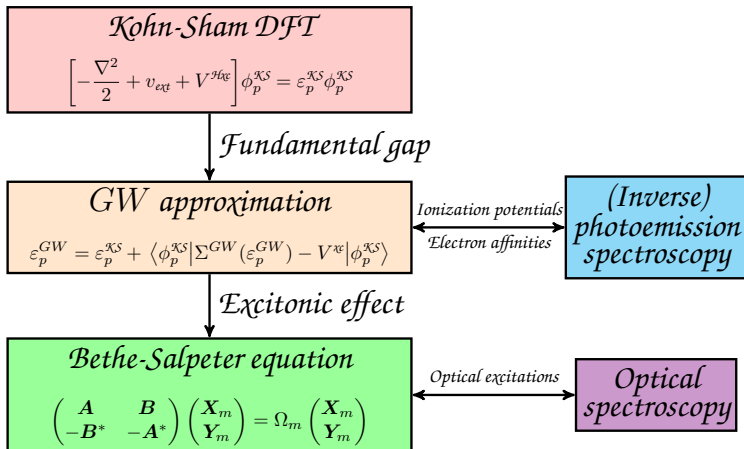 Kohn-Sham DFT
[−∇²/2 + v_ext + V^Hxc] φ_p^KS = ε_p^KS φ_p^KS
Fundamental gap
GW approximation
ε_p^GW = ε_p^KS + ⟨φ_p^KS|Σ^GW(ε_p^GW) − V^xc|φ_p^KS⟩
Ionization potentials
Electron affinities
(Inverse)
photoemission
spectroscopy
Excitonic effect
Bethe-Salpeter equation
(A B
−B* −A*) (X_m
Y_m) = Ω_m (X_m
Y_m)
Optical excitations
Optical
spectroscopy